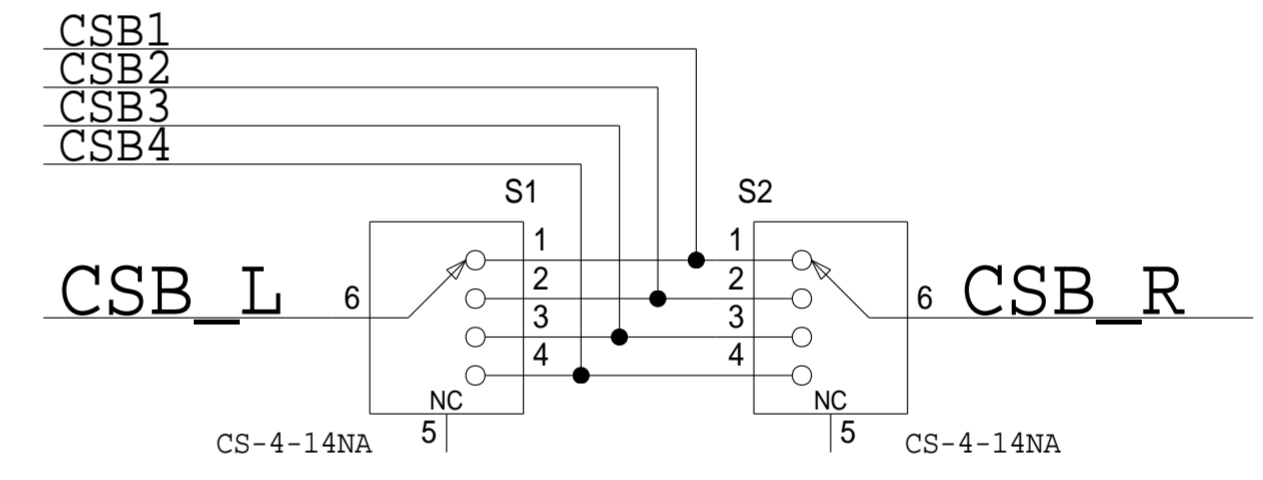 CSB1
CSB2
CSB3
CSB4
S1 S2
1 1
2 2
CSB_L 6 6 CSB_R
3 3
4 4
NC NC
5 5
CS-4-14NA CS-4-14NA